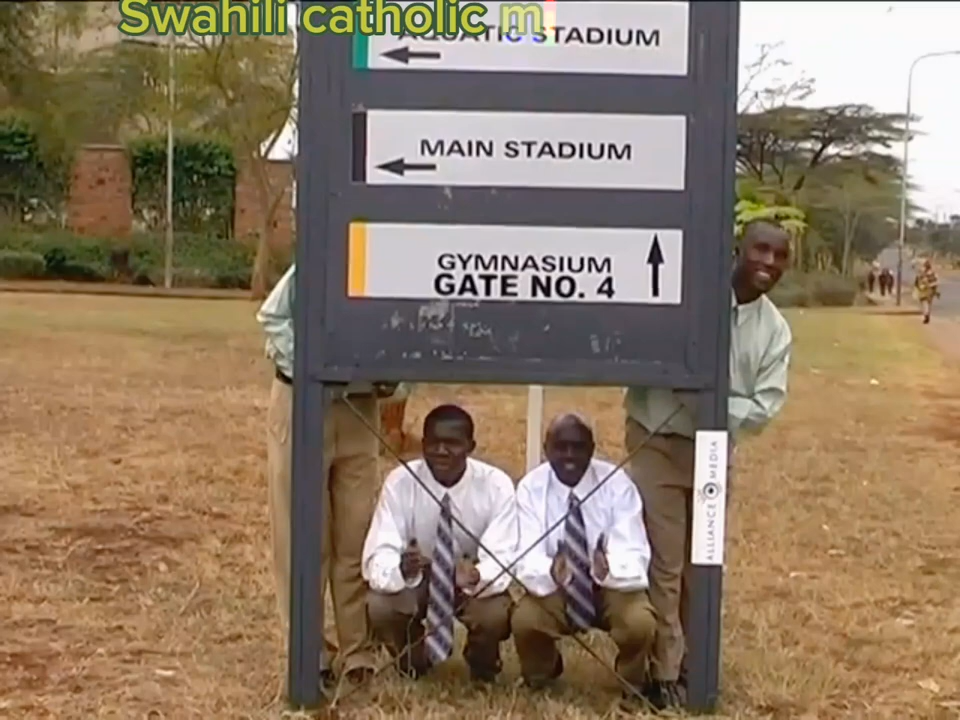 Swahili catholic m
AQUATIC STADIUM
MAIN STADIUM
GYMNASIUM
GATE NO. 4
ALLIANCE MEDIA